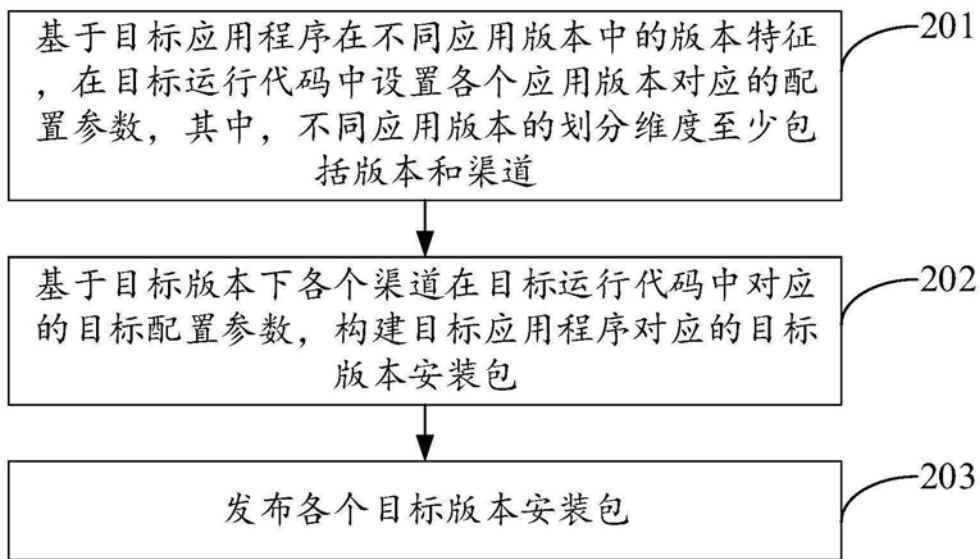 基于目标应用程序在不同应用版本中的版本特征
，在目标运行代码中设置各个应用版本对应的配
置参数，其中，不同应用版本的划分维度至少包
括版本和渠道
201
基于目标版本下各个渠道在目标运行代码中对应
的目标配置参数，构建目标应用程序对应的目标
版本安装包
202
发布各个目标版本安装包
203